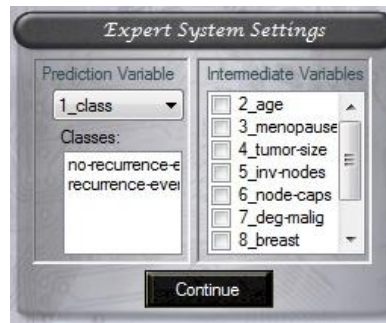 Expert System Settings
Prediction Variable
1_class
Classes:
no-recurrence-e
recurrence-ever
Intermediate Variables
2_age
3_menopause
4_tumor-size
5_inv-nodes
6_node-caps
7_deg-malig
8_breast
Continue